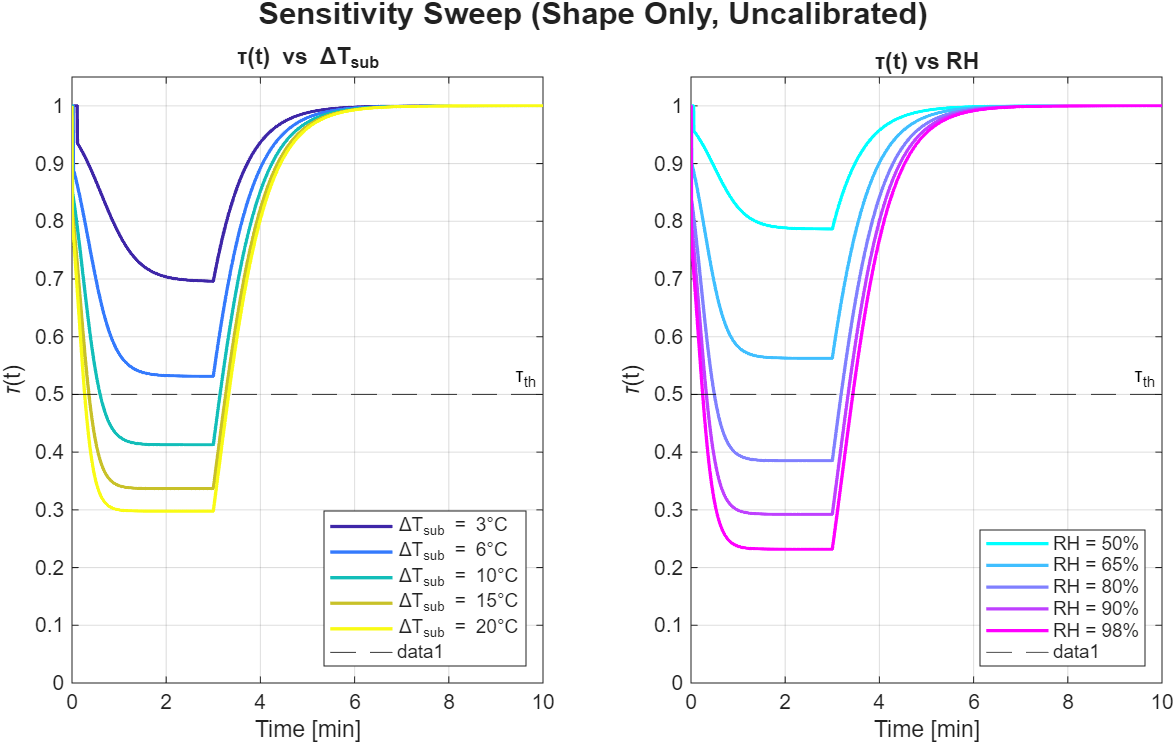 Sensitivity Sweep (Shape Only, Uncalibrated)
τ(t) vs ΔTsub
1
0.9
0.8
0.7
0.6
0.5
0.4
0.3
0.2
0.1
0
τ(t)
τth
ΔTsub = 3°C
ΔTsub = 6°C
ΔTsub = 10°C
ΔTsub = 15°C
ΔTsub = 20°C
data1
0 2 4 6 8 10
Time [min]
τ(t) vs RH
1
0.9
0.8
0.7
0.6
0.5
0.4
0.3
0.2
0.1
0
τ(t)
τth
RH = 50%
RH = 65%
RH = 80%
RH = 90%
RH = 98%
data1
0 2 4 6 8 10
Time [min]